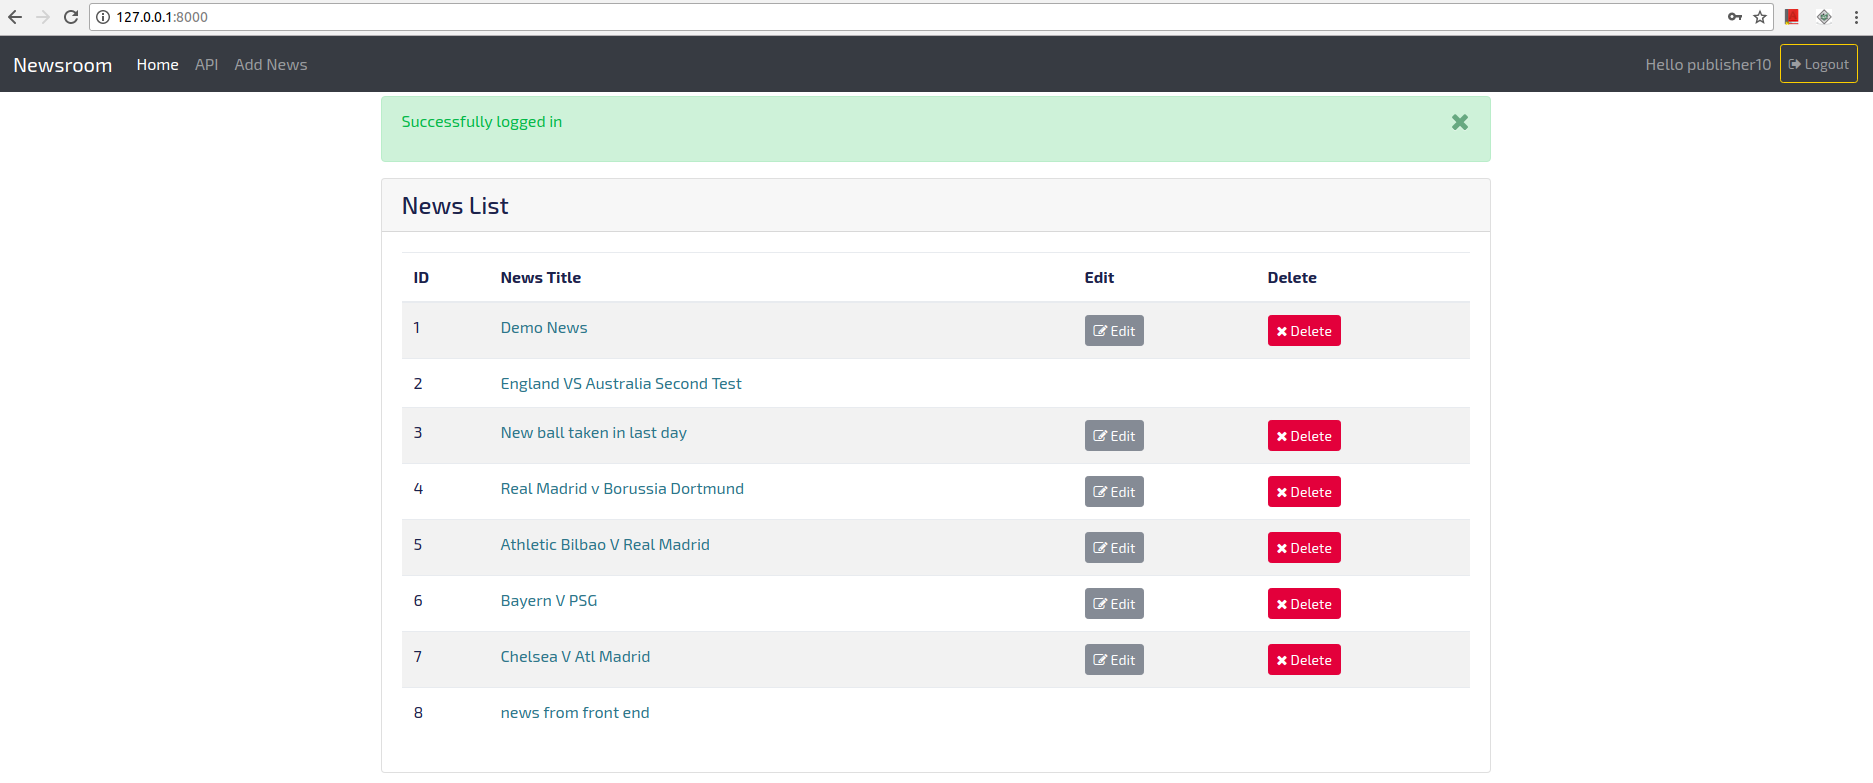 127.0.0.1:8000
Newsroom Home API Add News Hello publisher10 Logout
Successfully logged in
News List
ID News Title Edit Delete
1 Demo News Edit Delete
2 England VS Australia Second Test
3 New ball taken in last day Edit Delete
4 Real Madrid v Borussia Dortmund Edit Delete
5 Athletic Bilbao V Real Madrid Edit Delete
6 Bayern V PSG Edit Delete
7 Chelsea V Atl Madrid Edit Delete
8 news from front end